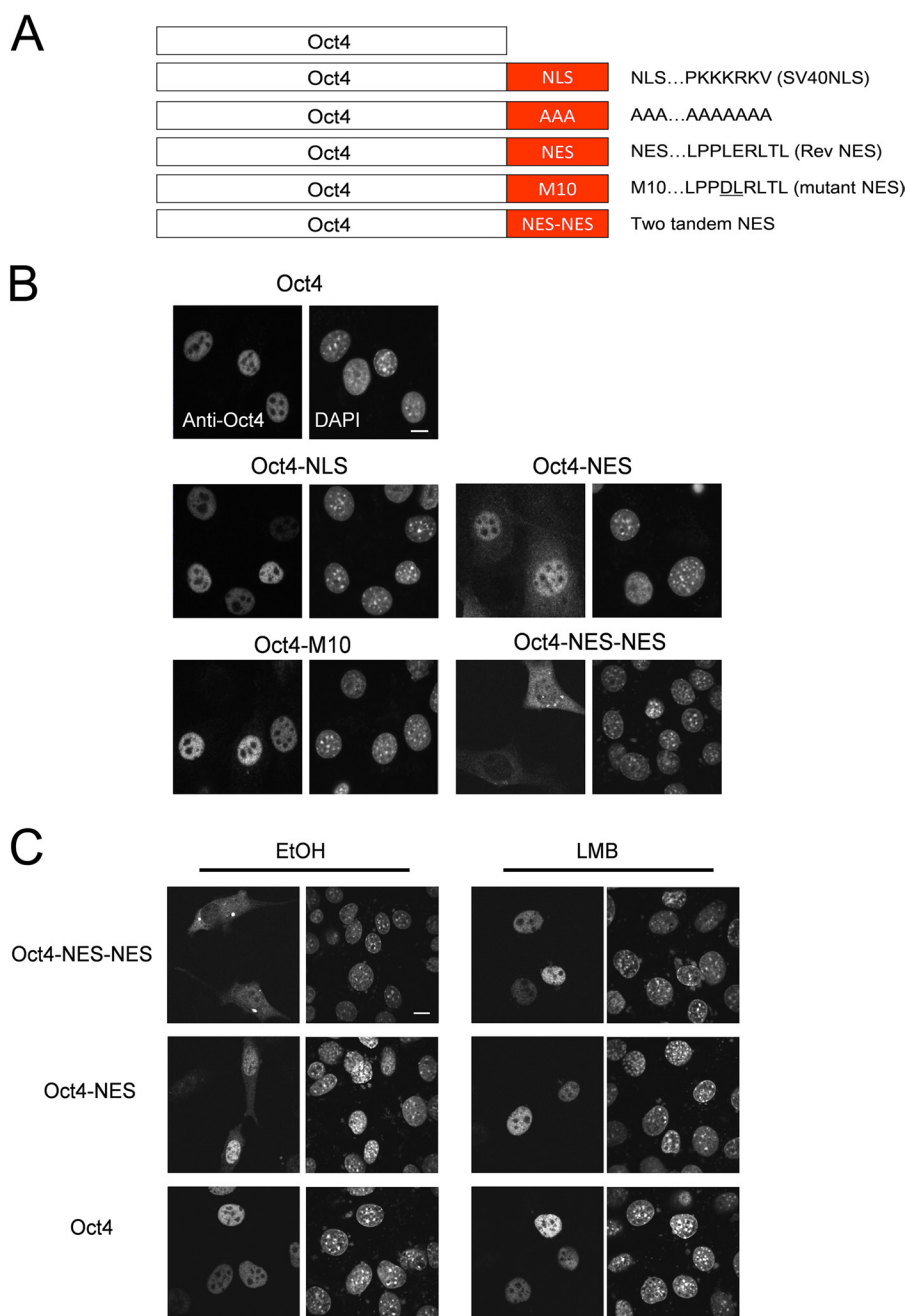 A
Oct4
Oct4 NLS NLS...PKKKRKV (SV40NLS)
Oct4 AAA AAA...AAAAAAA
Oct4 NES NES...LPPLERLTL (Rev NES)
Oct4 M10 M10...LPPDLRLTL (mutant NES)
Oct4 NES-NES Two tandem NES
B
Oct4
Anti-Oct4 DAPI
Oct4-NLS Oct4-NES
Oct4-M10 Oct4-NES-NES
C
EtOH LMB
Oct4-NES-NES
Oct4-NES
Oct4